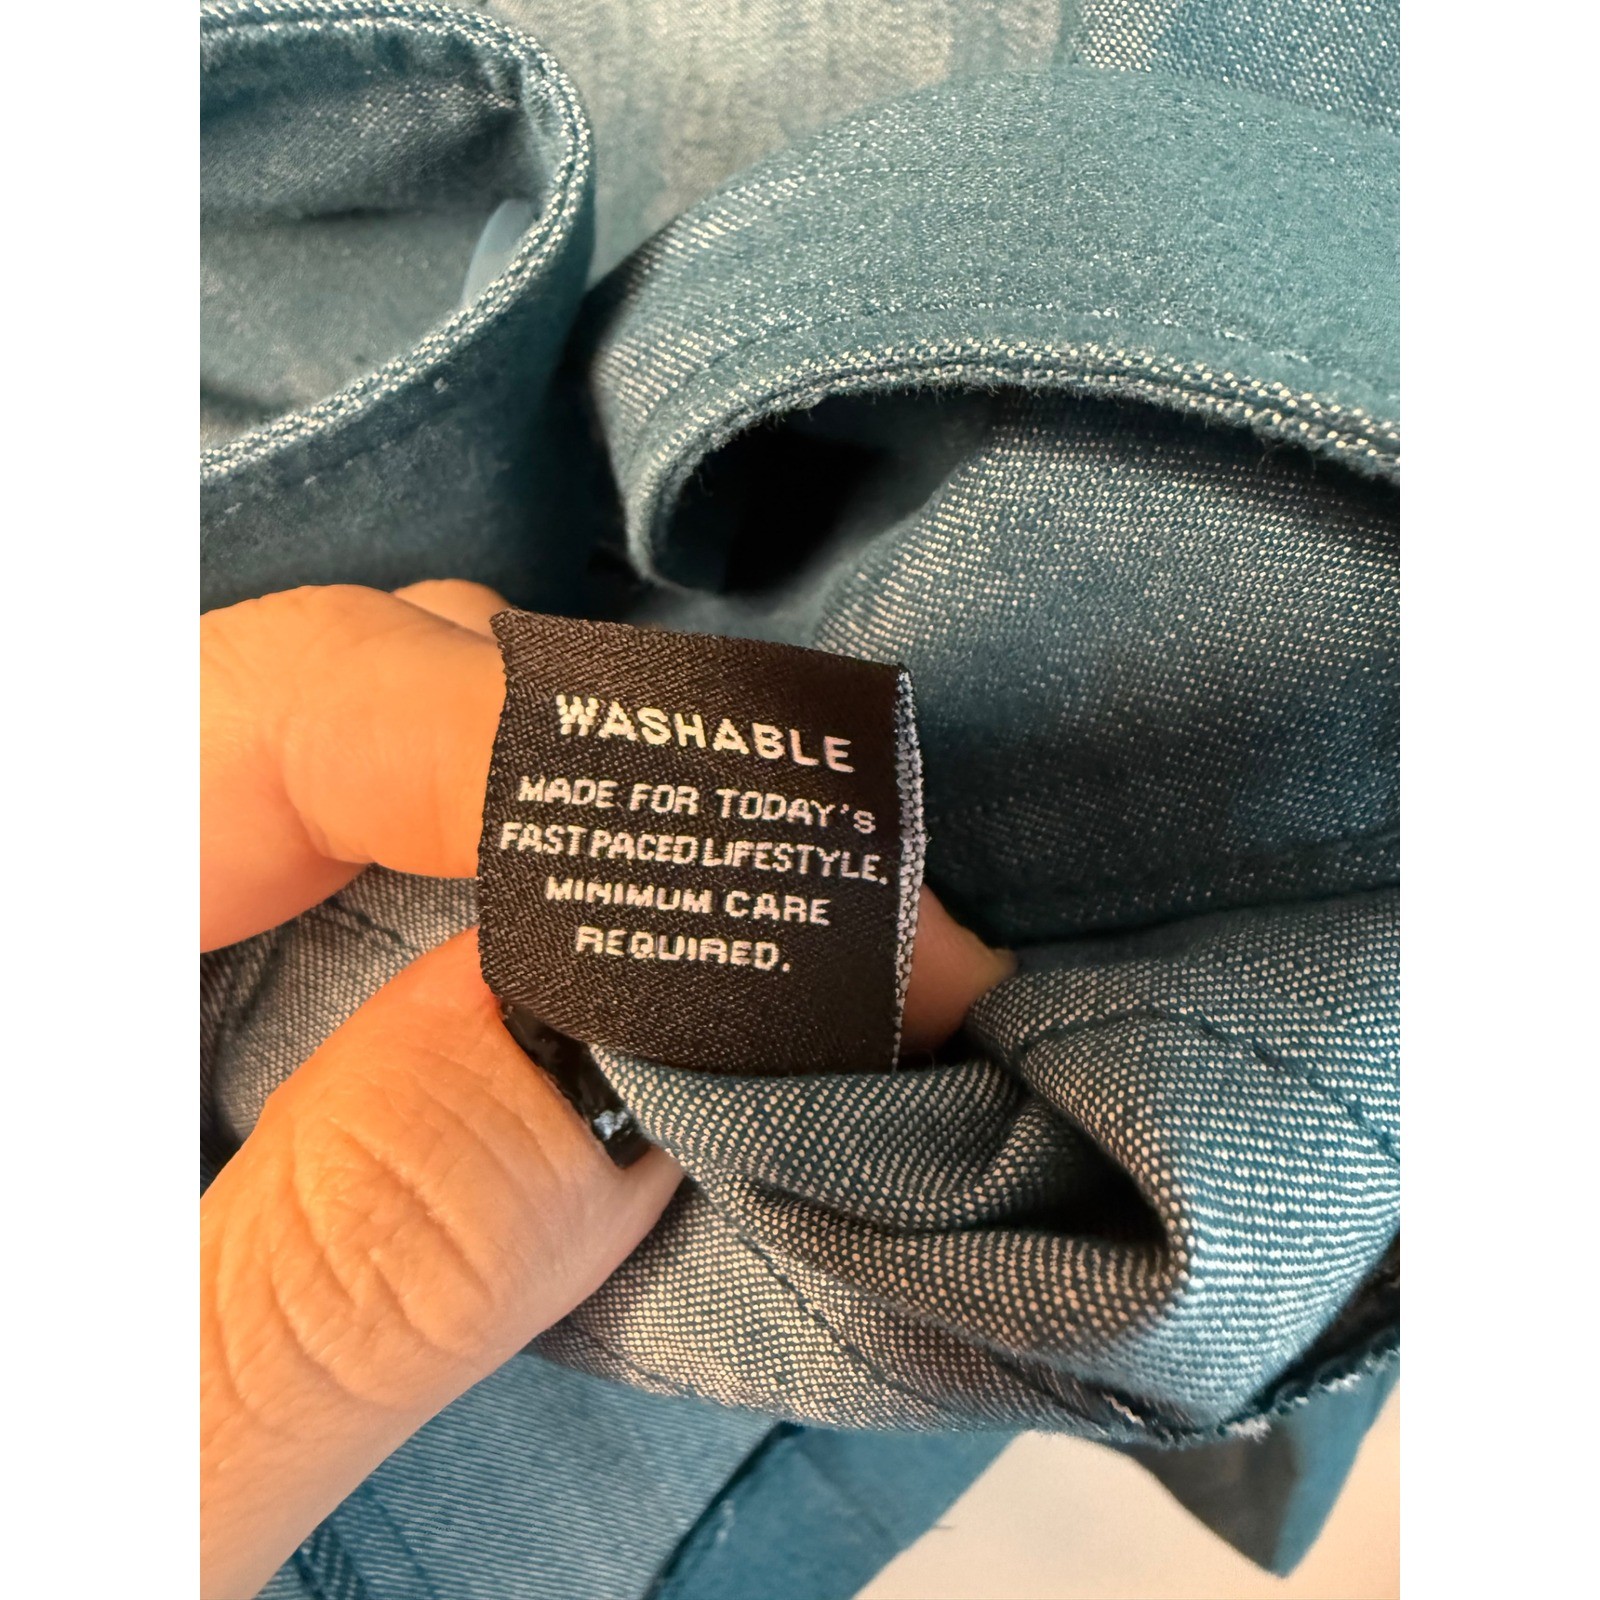 WASHABLE
MADE FOR TODAY'S
FAST PACED LIFESTYLE.
MINIMUM CARE
REQUIRED.